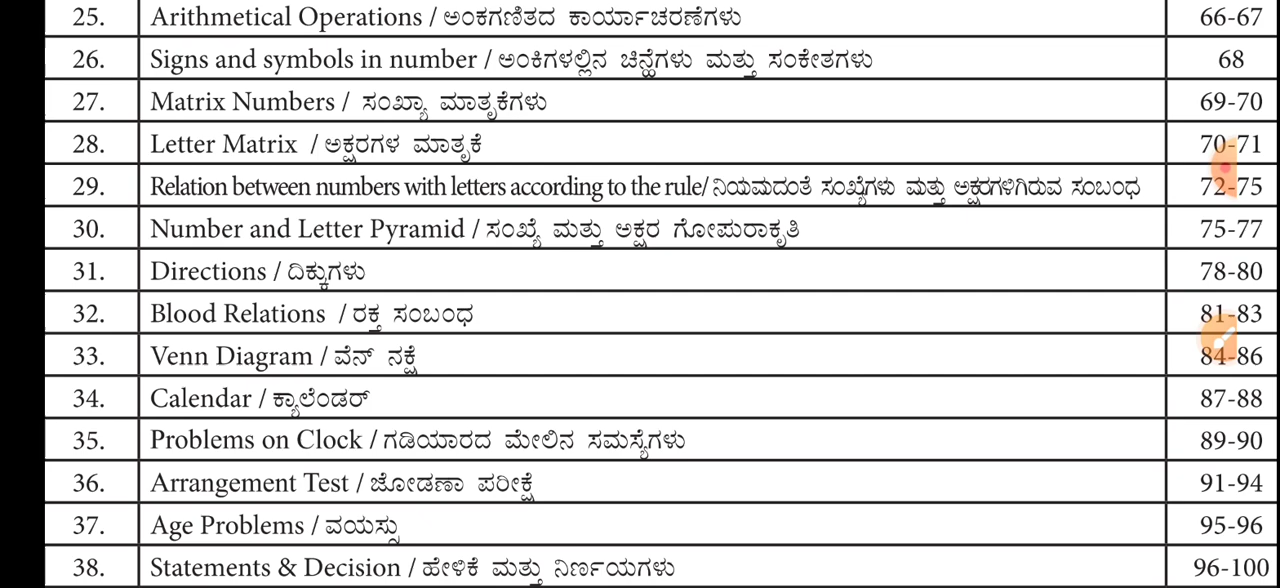 25. Arithmetical Operations / ಅಂಕಗಣಿತದ ಕಾರ್ಯಾಚರಣೆಗಳು 66-67
26. Signs and symbols in number / ಅಂಕಿಗಳಲ್ಲಿನ ಚಿನ್ಹೆಗಳು ಮತ್ತು ಸಂಕೇತಗಳು 68
27. Matrix Numbers / ಸಂಖ್ಯಾ ಮಾತೃಕೆಗಳು 69-70
28. Letter Matrix / ಅಕ್ಷರಗಳ ಮಾತೃಕೆ 70-71
29. Relation between numbers with letters according to the rule/ ನಿಯಮದಂತೆ ಸಂಖ್ಯೆಗಳು ಮತ್ತು ಅಕ್ಷರಗಳಿಗಿರುವ ಸಂಬಂಧ 72-75
30. Number and Letter Pyramid / ಸಂಖ್ಯೆ ಮತ್ತು ಅಕ್ಷರ ಗೋಪುರಾಕೃತಿ 75-77
31. Directions / ದಿಕ್ಕುಗಳು 78-80
32. Blood Relations / ರಕ್ತ ಸಂಬಂಧ 81-83
33. Venn Diagram / ವೆನ್ ನಕ್ಷೆ 84-86
34. Calendar / ಕ್ಯಾಲೆಂಡರ್ 87-88
35. Problems on Clock / ಗಡಿಯಾರದ ಮೇಲಿನ ಸಮಸ್ಯೆಗಳು 89-90
36. Arrangement Test / ಜೋಡಣಾ ಪರೀಕ್ಷೆ 91-94
37. Age Problems / ವಯಸ್ಸು 95-96
38. Statements & Decision / ಹೇಳಿಕೆ ಮತ್ತು ನಿರ್ಣಯಗಳು 96-100